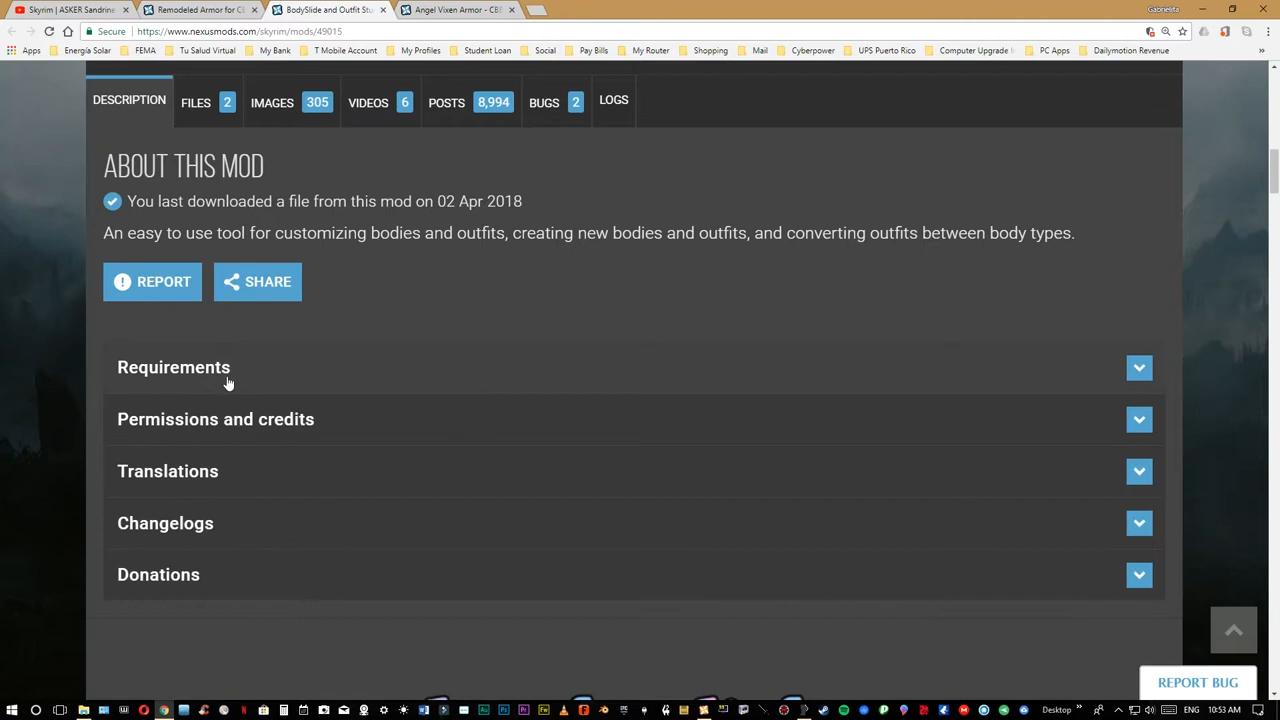 Skyrim | ASKER Sandrine
Remodeled Armor for CB
BodySlide and Outfit Stu
Angel Vixen Armor - CBB
Gabrielita
Secure
https://www.nexusmods.com/skyrim/mods/49015
Apps
Energía Solar
FEMA
Tu Salud Virtual
My Bank
T Mobile Account
My Profiles
Student Loan
Social
Pay Bills
My Router
Shopping
Mail
Cyberpower
UPS Puerto Rico
Computer Upgrade
PC Apps
Dailymotion Revenue
DESCRIPTION
FILES 2
IMAGES 305
VIDEOS 6
POSTS 8,994
BUGS 2
LOGS
ABOUT THIS MOD
You last downloaded a file from this mod on 02 Apr 2018
An easy to use tool for customizing bodies and outfits, creating new bodies and outfits, and converting outfits between body types.
REPORT
SHARE
Requirements
Permissions and credits
Translations
Changelogs
Donations
REPORT BUG
Desktop
10:53 AM